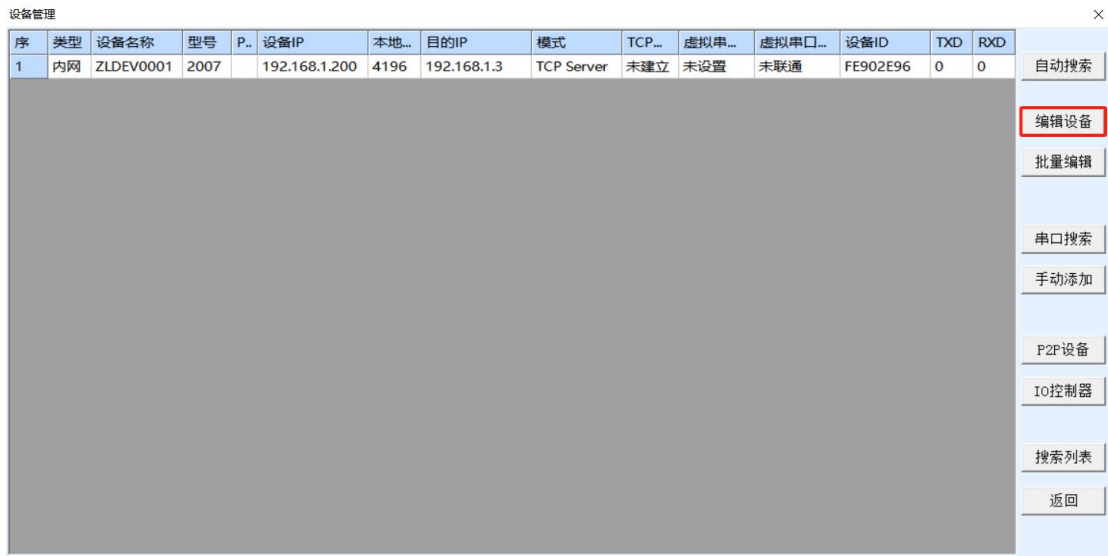 设备管理
序 类型 设备名称 型号 P.. 设备IP 本地... 目的IP 模式 TCP... 虚拟串... 虚拟串口... 设备ID TXD RXD
1 内网 ZLDEV0001 2007 192.168.1.200 4196 192.168.1.3 TCP Server 未建立 未设置 未联通 FE902E96 0 0
自动搜索
编辑设备
批量编辑
串口搜索
手动添加
P2P设备
IO控制器
搜索列表
返回